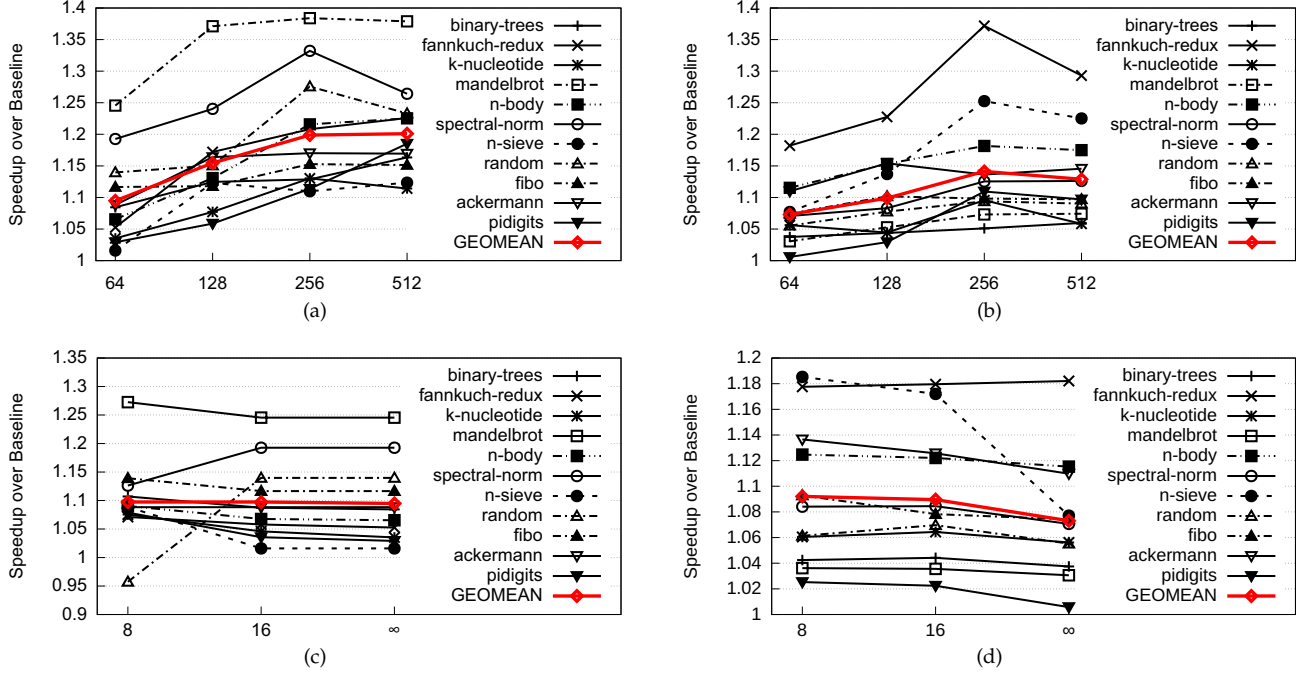 Speedup over Baseline
1.4
1.35
1.3
1.25
1.2
1.15
1.1
1.05
1
64
128
256
512
binary-trees
fannkuch-redux
k-nucleotide
mandelbrot
n-body
spectral-norm
n-sieve
random
fibo
ackermann
pidigits
GEOMEAN
(a)
Speedup over Baseline
1.4
1.35
1.3
1.25
1.2
1.15
1.1
1.05
1
64
128
256
512
binary-trees
fannkuch-redux
k-nucleotide
mandelbrot
n-body
spectral-norm
n-sieve
random
fibo
ackermann
pidigits
GEOMEAN
(b)
Speedup over Baseline
1.35
1.3
1.25
1.2
1.15
1.1
1.05
1
0.95
0.9
8
16
∞
binary-trees
fannkuch-redux
k-nucleotide
mandelbrot
n-body
spectral-norm
n-sieve
random
fibo
ackermann
pidigits
GEOMEAN
(c)
Speedup over Baseline
1.2
1.18
1.16
1.14
1.12
1.1
1.08
1.06
1.04
1.02
1
8
16
∞
binary-trees
fannkuch-redux
k-nucleotide
mandelbrot
n-body
spectral-norm
n-sieve
random
fibo
ackermann
pidigits
GEOMEAN
(d)